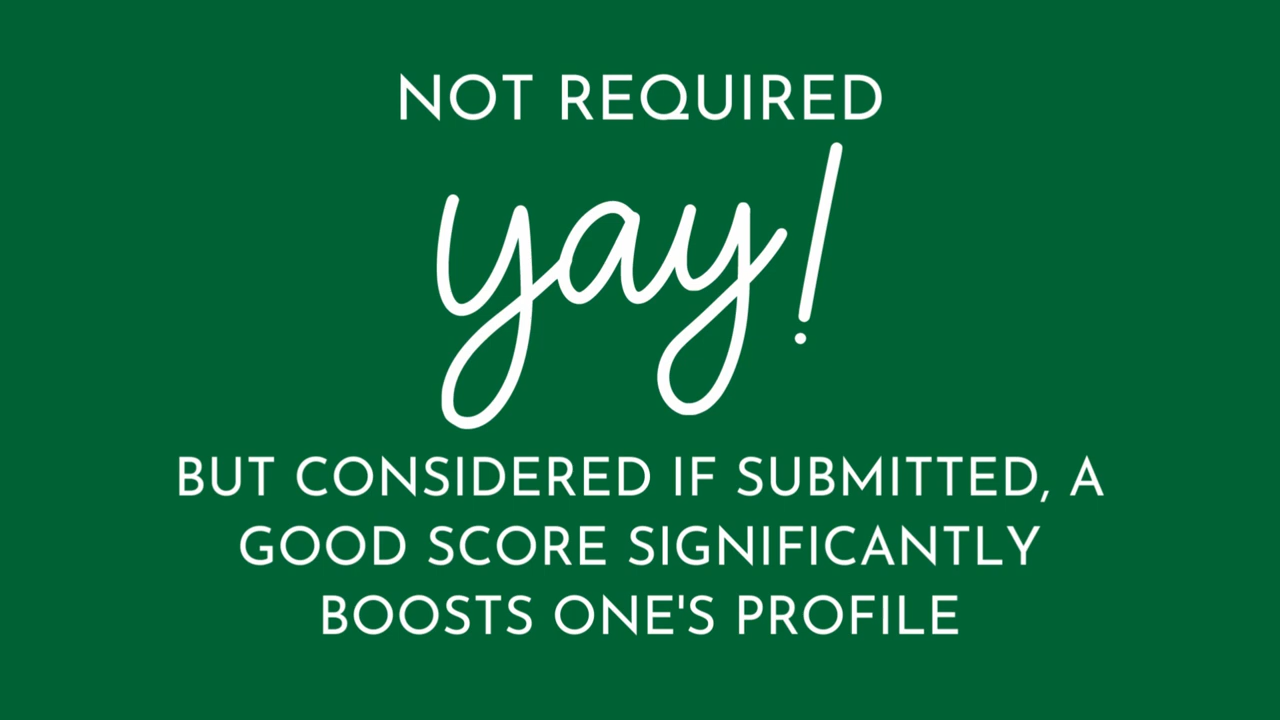 NOT REQUIRED
yay!
BUT CONSIDERED IF SUBMITTED, A
GOOD SCORE SIGNIFICANTLY
BOOSTS ONE'S PROFILE